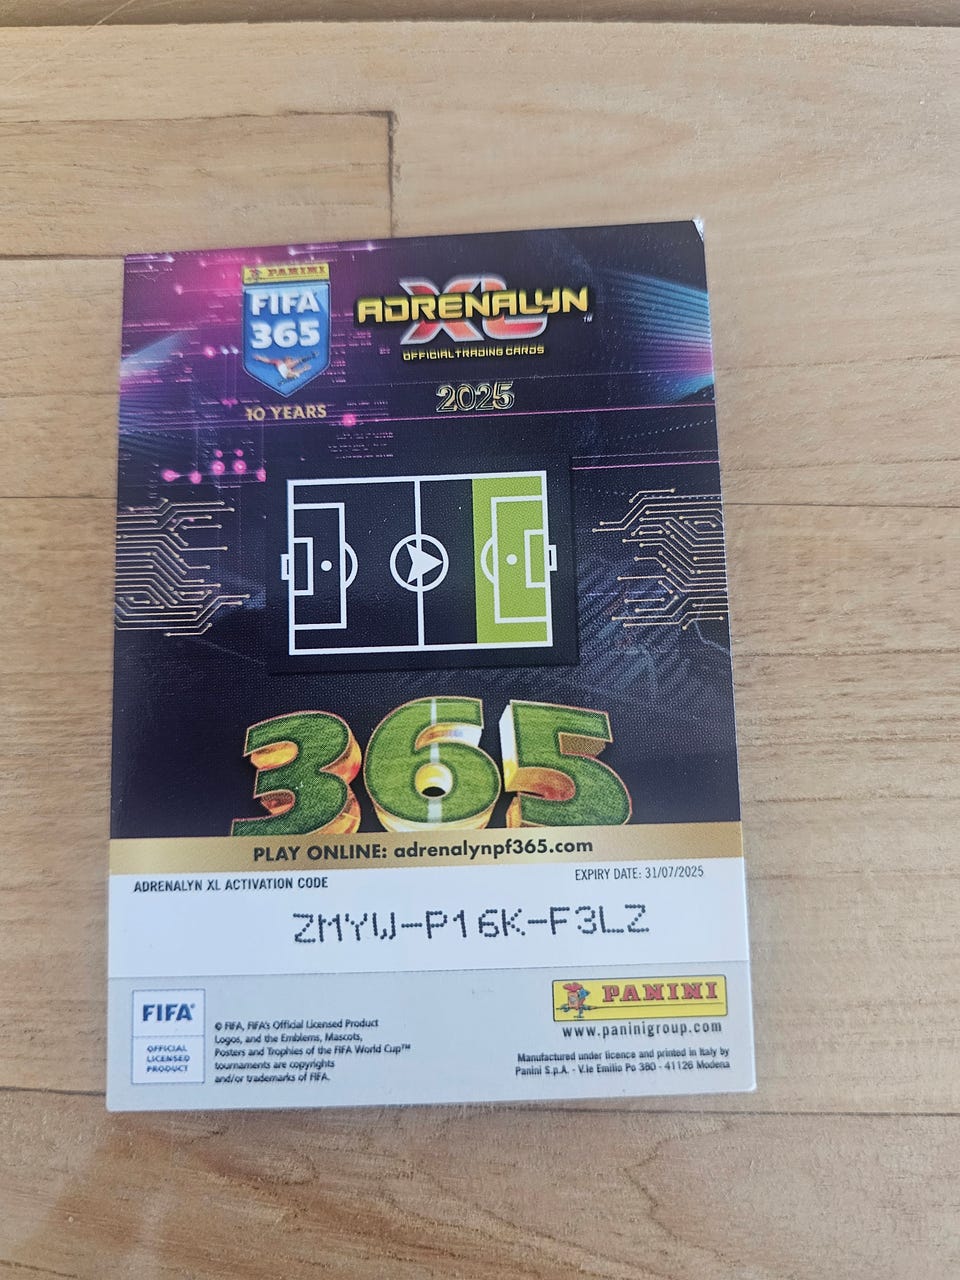 PANINI
FIFA
365
10 YEARS
ADRENALYN
XL
™
OFFICIAL TRADING CARDS
2025
365
PLAY ONLINE: adrenalynpf365.com
ADRENALYN XL ACTIVATION CODE
EXPIRY DATE: 31/07/2025
ZMYW-P16K-F3LZ
FIFA®
OFFICIAL
LICENSED
PRODUCT
© FIFA, FIFA's Official Licensed Product
Logos, and the Emblems, Mascots,
Posters and Trophies of the FIFA World Cup™
tournaments are copyrights
and/or trademarks of FIFA.
PANINI
www.paninigroup.com
Manufactured under licence and printed in Italy by
Panini S.p.A. - V.le Emilio Po 380 - 41126 Modena